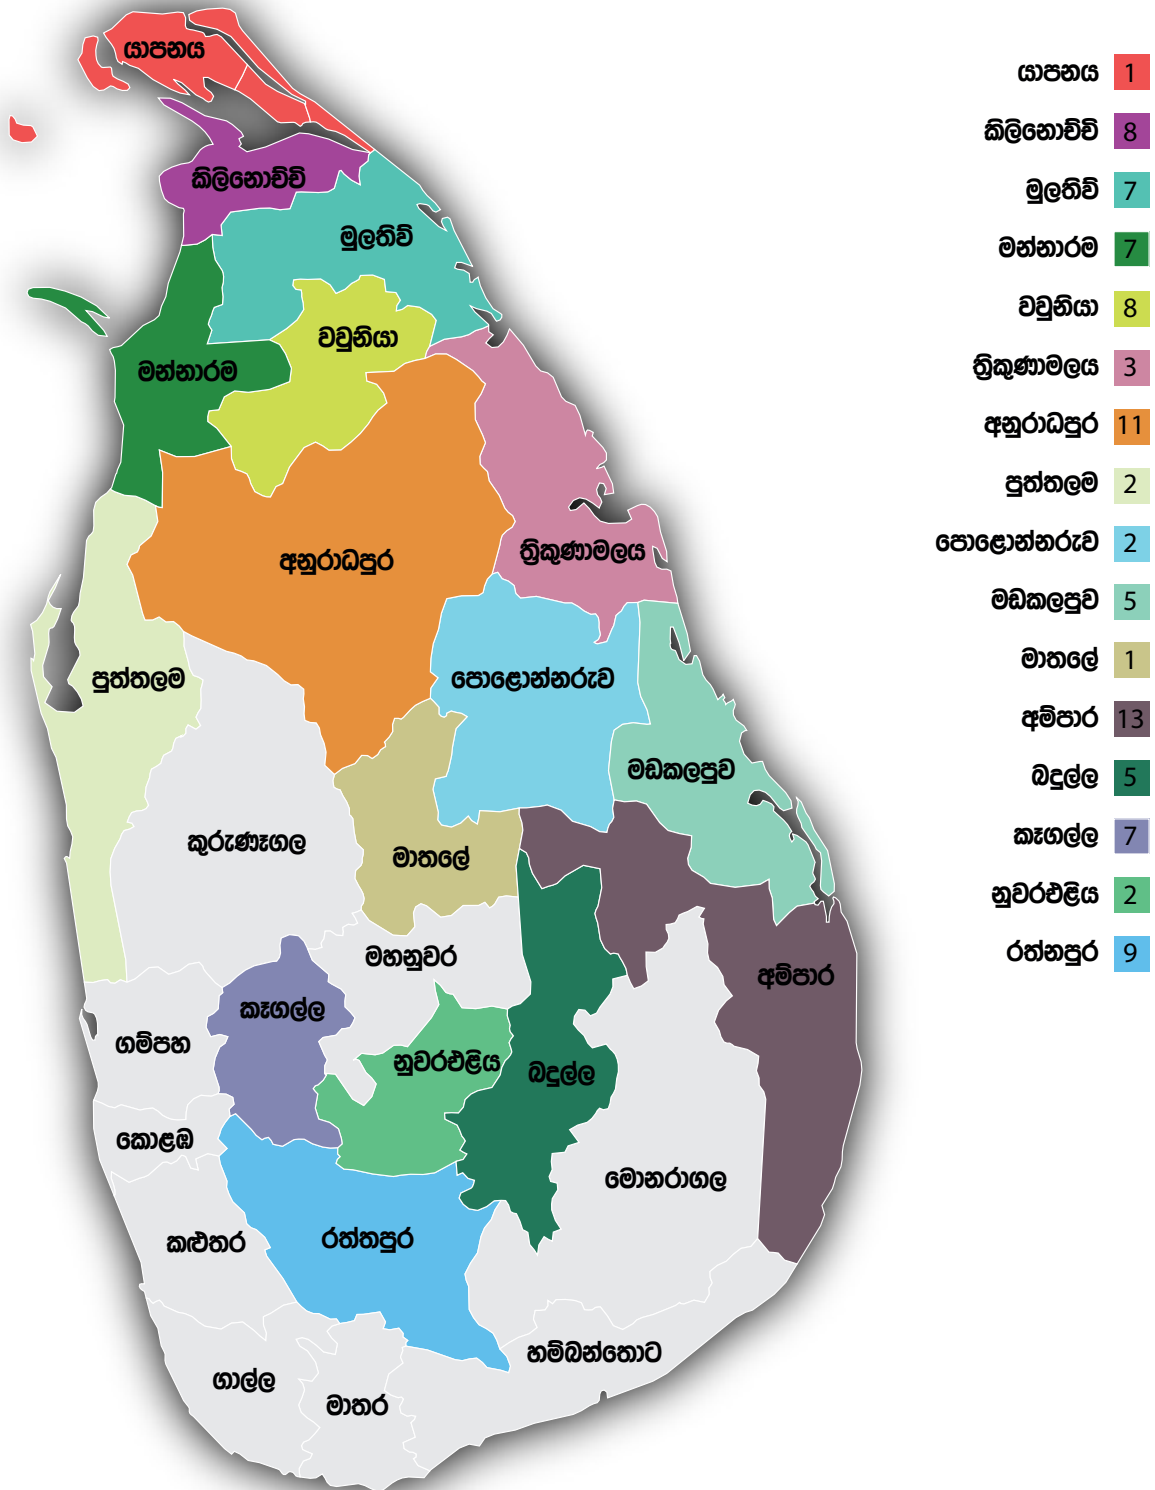 යාපනය
කිලිනොච්චි
මුලතිව්
වවුනියා
මන්නාරම
අනුරාධපුර
ත්‍රිකුණාමලය
පුත්තලම
පොළොන්නරුව
මඩකලපුව
කුරුණෑගල
මාතලේ
මහනුවර
අම්පාර
කෑගල්ල
ගම්පහ
නුවරඑළිය
බදුල්ල
කොළඹ
මොනරාගල
කළුතර
රත්තපුර
හම්බන්තොට
ගාල්ල
මාතර
යාපනය 1
කිලිනොච්චි 8
මුලතිව් 7
මන්නාරම 7
වවුනියා 8
ත්‍රිකුණාමලය 3
අනුරාධපුර 11
පුත්තලම 2
පොළොන්නරුව 2
මඩකලපුව 5
මාතලේ 1
අම්පාර 13
බදුල්ල 5
කෑගල්ල 7
නුවරඑළිය 2
රත්නපුර 9